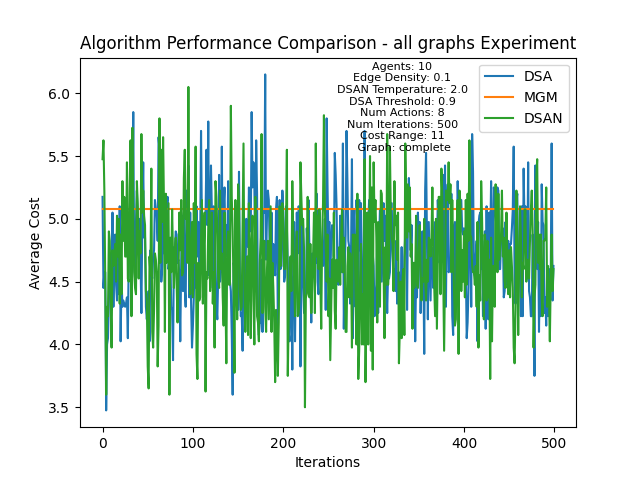 Algorithm Performance Comparison - all graphs Experiment
Agents: 10
Edge Density: 0.1
DSAN Temperature: 2.0
DSA Threshold: 0.9
Num Actions: 8
Num Iterations: 500
Cost Range: 11
Graph: complete
DSA
MGM
DSAN
6.0
5.5
5.0
4.5
4.0
3.5
Average Cost
0
100
200
300
400
500
Iterations